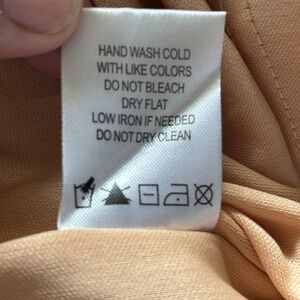 HAND WASH COLD
WITH LIKE COLORS
DO NOT BLEACH
DRY FLAT
LOW IRON IF NEEDED
DO NOT DRY CLEAN